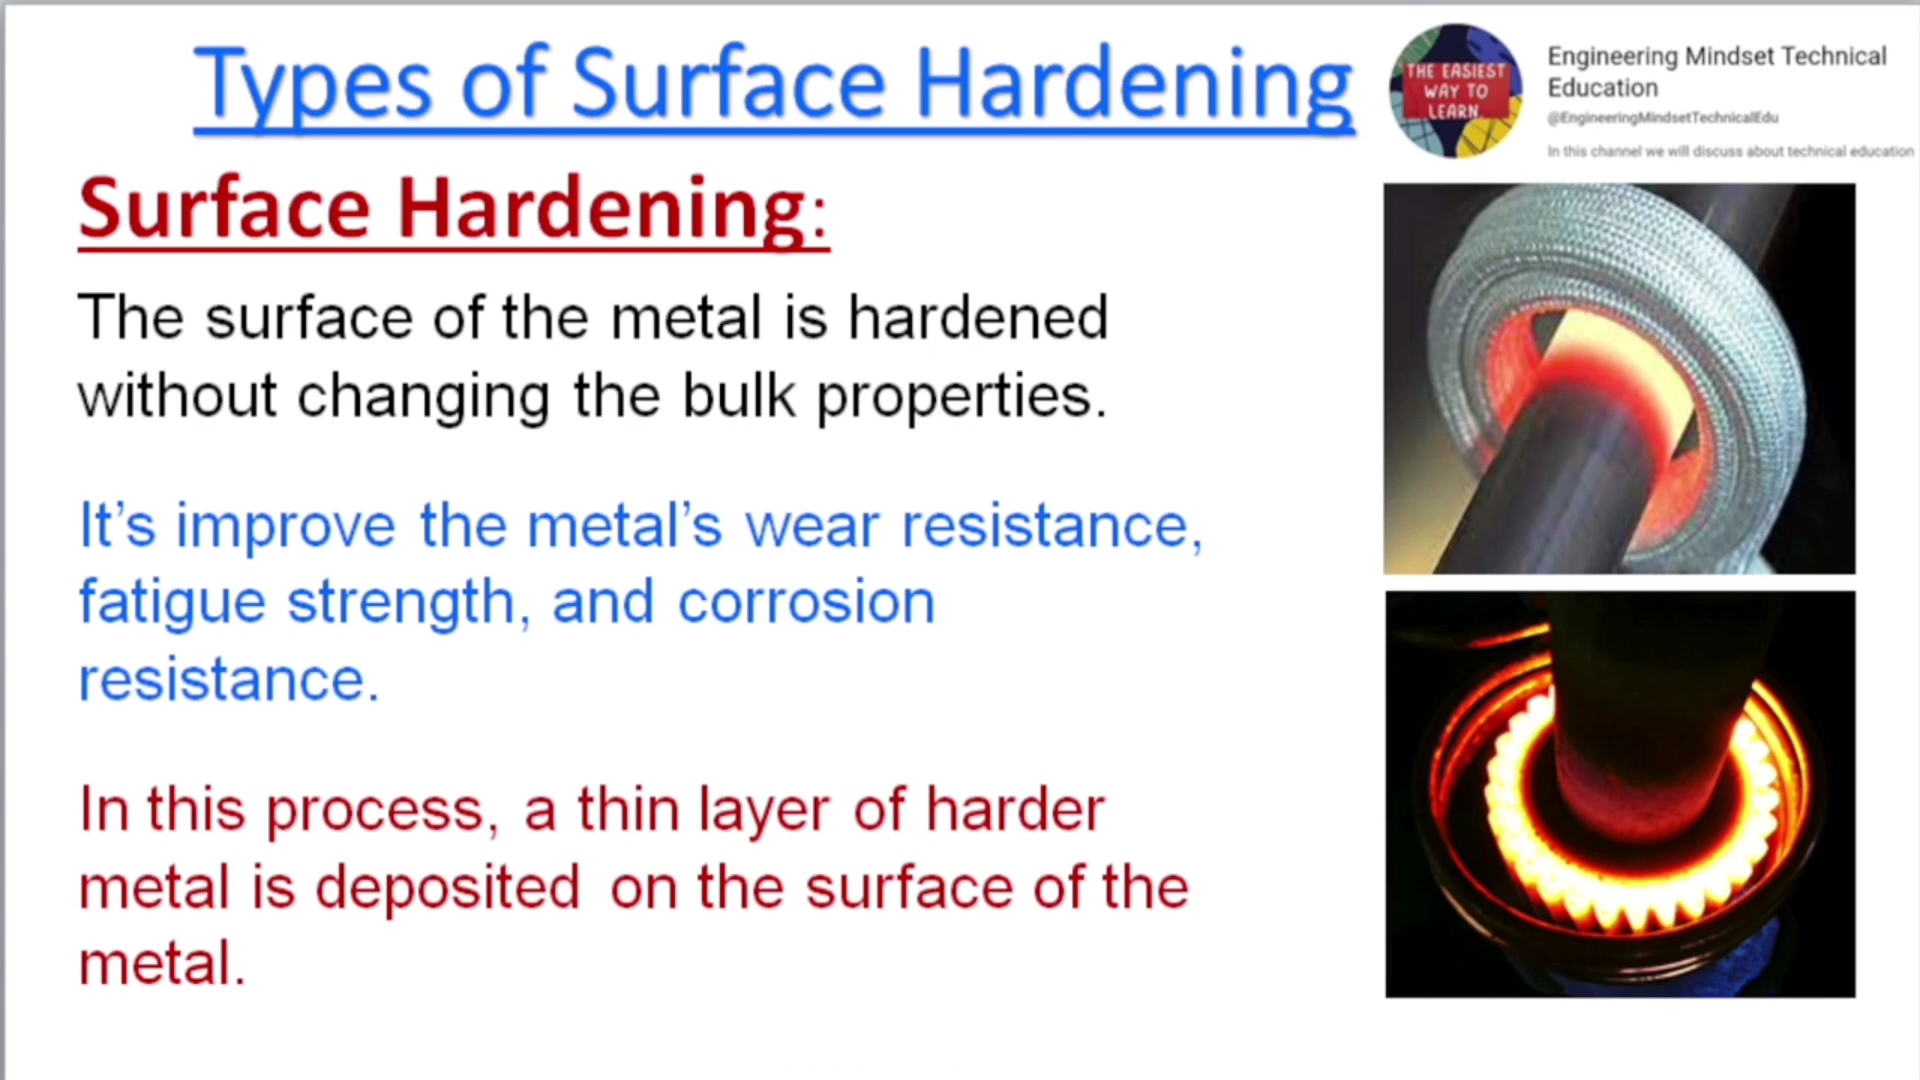 Types of Surface Hardening
THE EASIEST
WAY TO
LEARN
Engineering Mindset Technical
Education
@EngineeringMindsetTechnicalEdu
In this channel we will discuss about technical education
Surface Hardening:
The surface of the metal is hardened
without changing the bulk properties.
It’s improve the metal’s wear resistance,
fatigue strength, and corrosion
resistance.
In this process, a thin layer of harder
metal is deposited on the surface of the
metal.